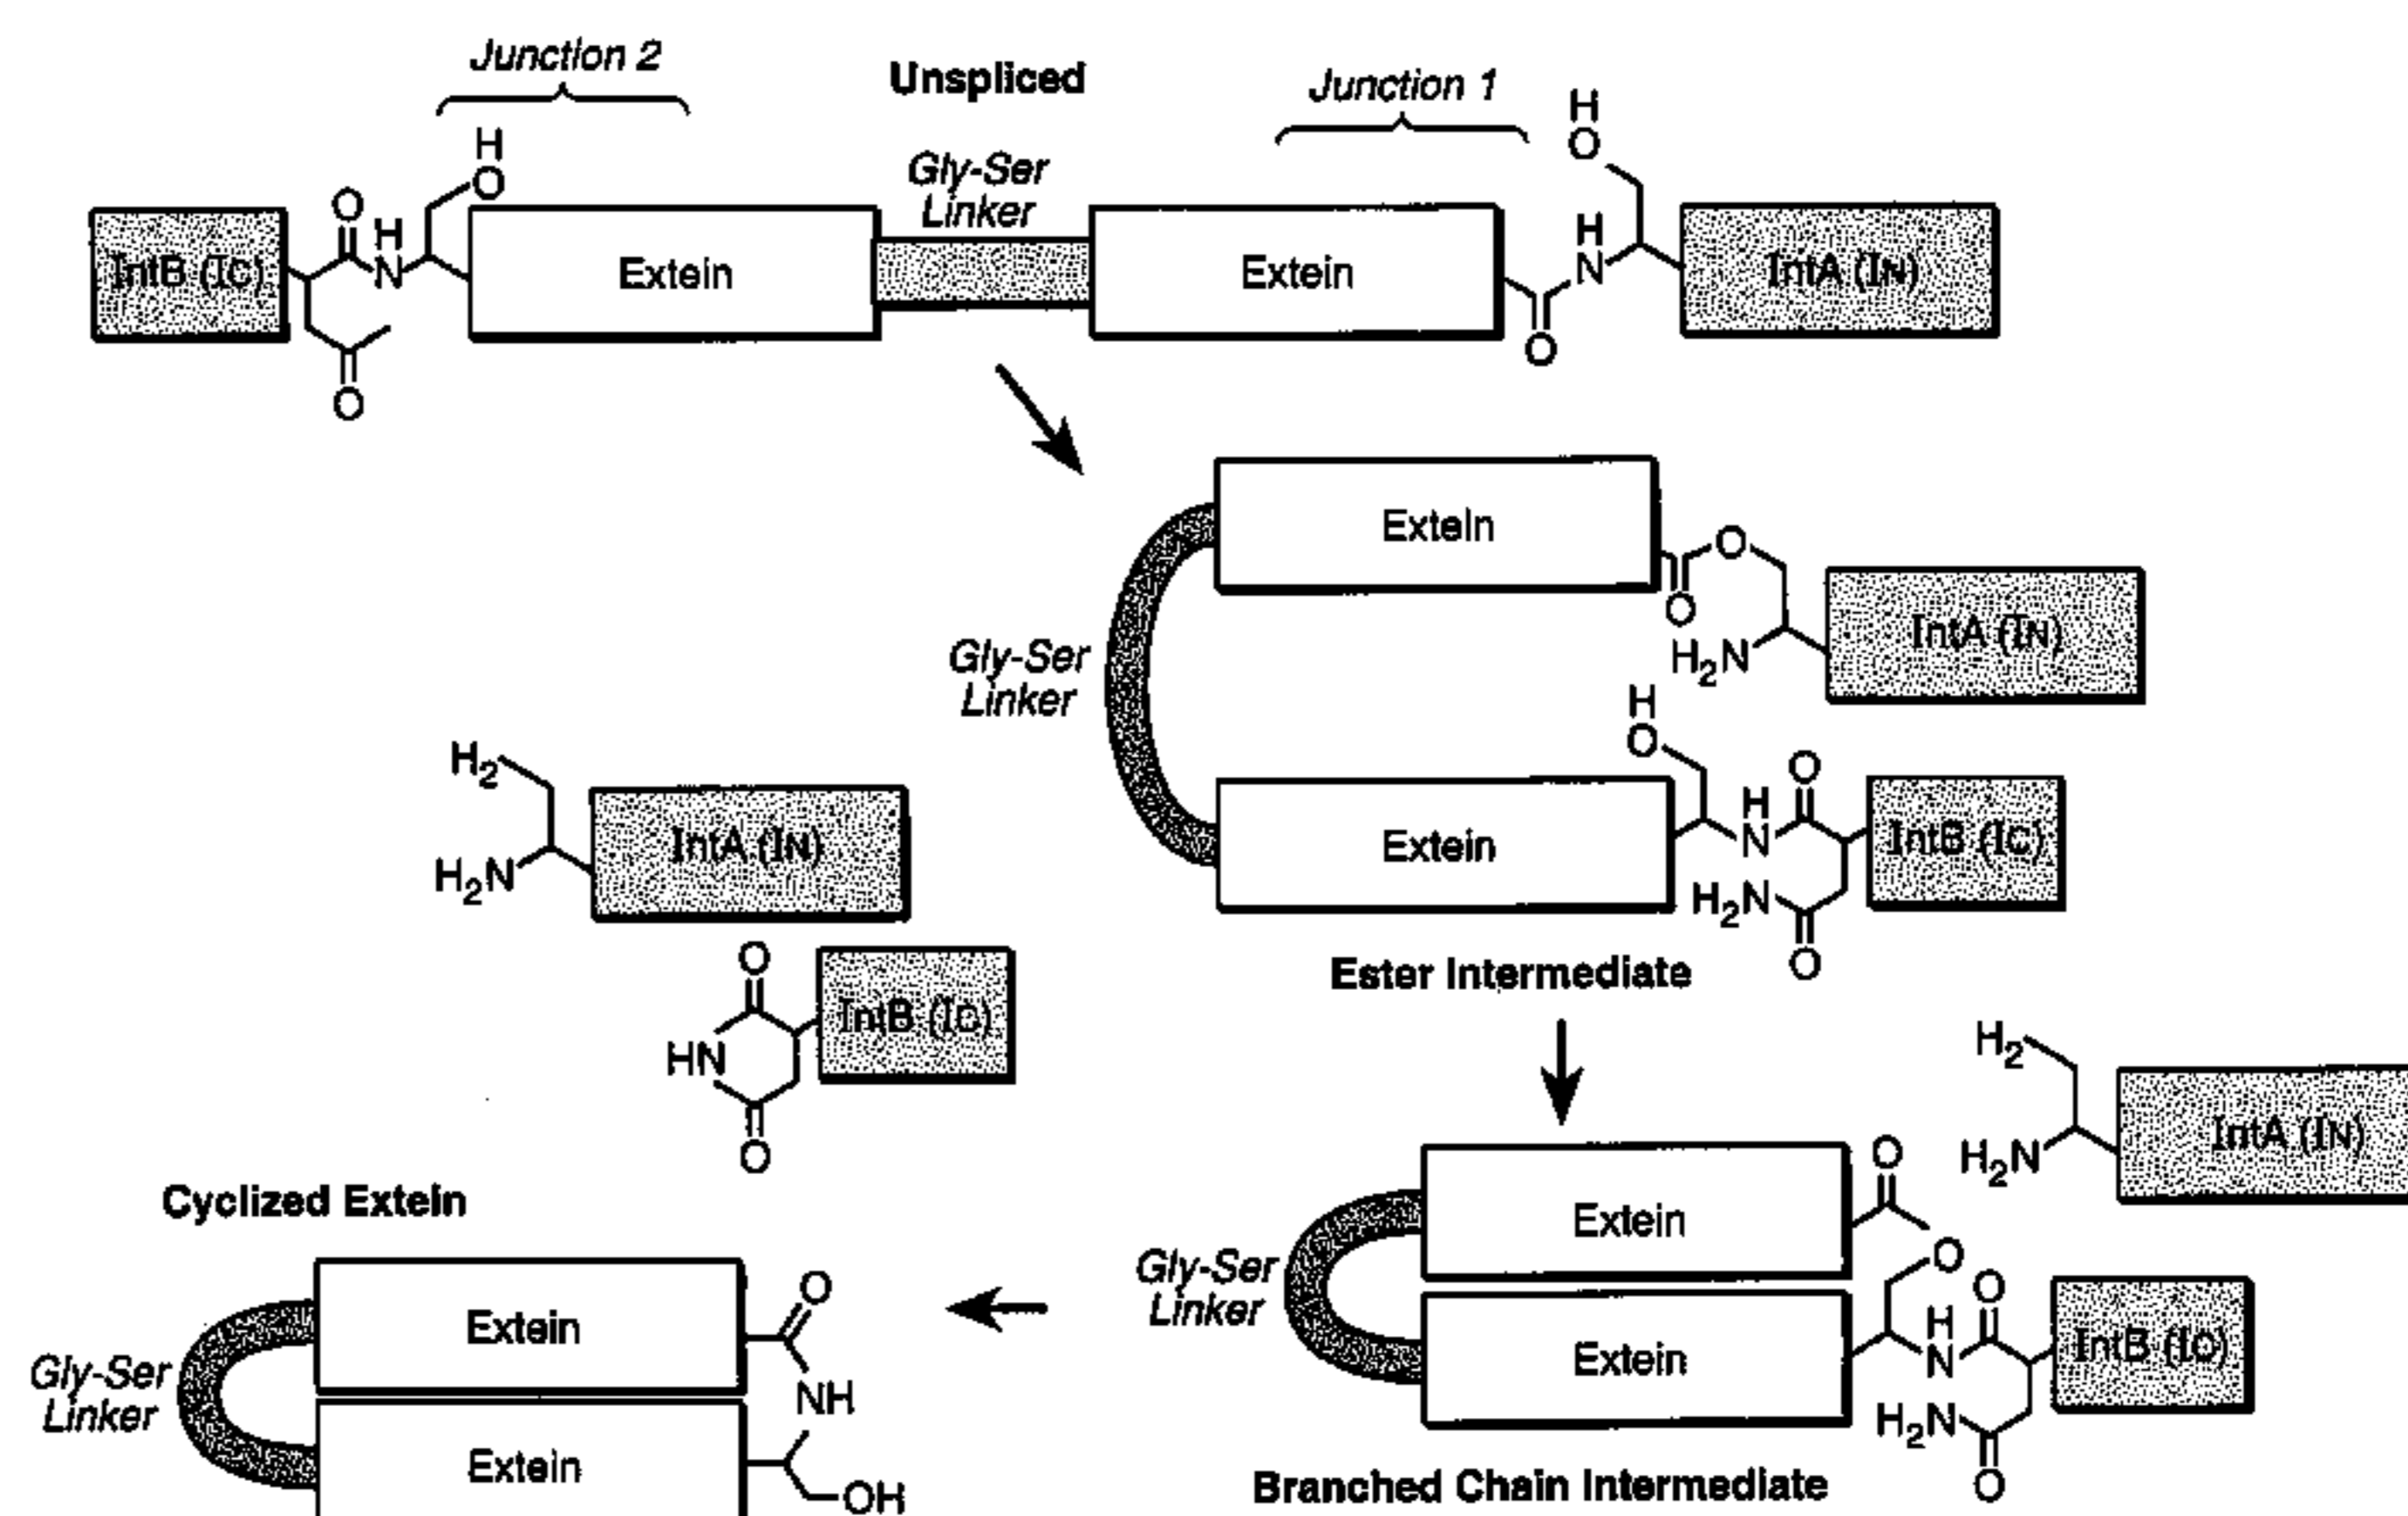 Junction 2
Unspliced
Junction 1
H
O
H
O
Gly-Ser
Linker
O
H
N
IntB (IC)
Extein
Extein
H
N
IntA (IN)
O
O
Extein
O
O
H2N
IntA (IN)
Gly-Ser
Linker
H
O
O
H
N
Extein
IntB (IC)
H2N
O
Ester Intermediate
H2
H2N
IntA (IN)
O
HN
IntB (IC)
O
H2
H2N
IntA (IN)
Extein
O
O
Gly-Ser
Linker
Extein
H
N
O
IntB (IC)
H2N
O
Branched Chain Intermediate
Cyclized Extein
Extein
O
Gly-Ser
Linker
NH
Extein
OH